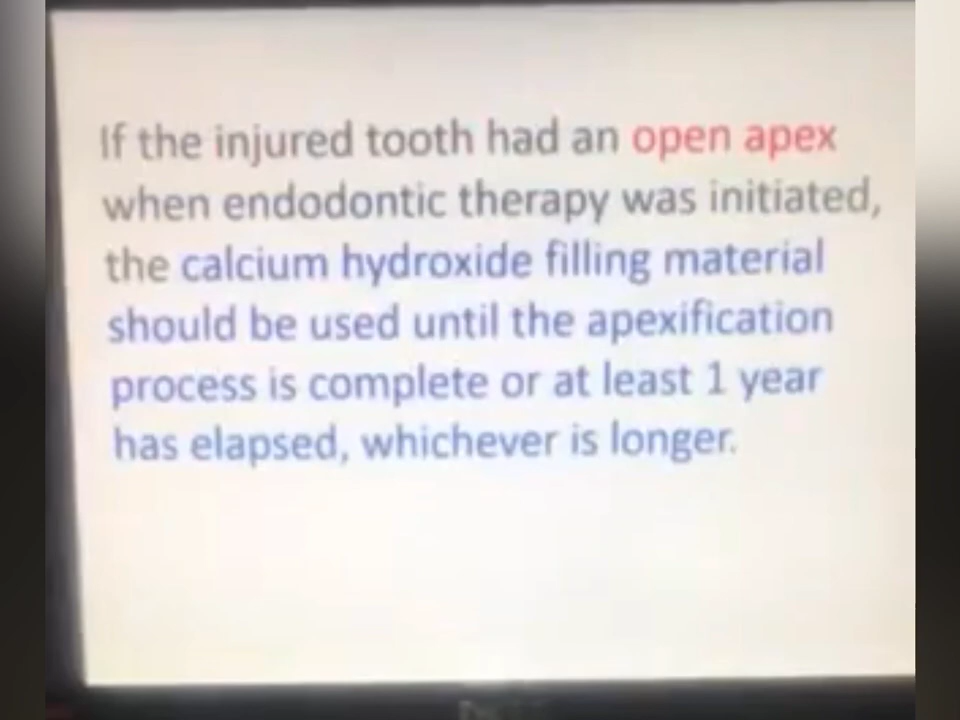 If the injured tooth had an open apex
when endodontic therapy was initiated,
the calcium hydroxide filling material
should be used until the apexification
process is complete or at least 1 year
has elapsed, whichever is longer.